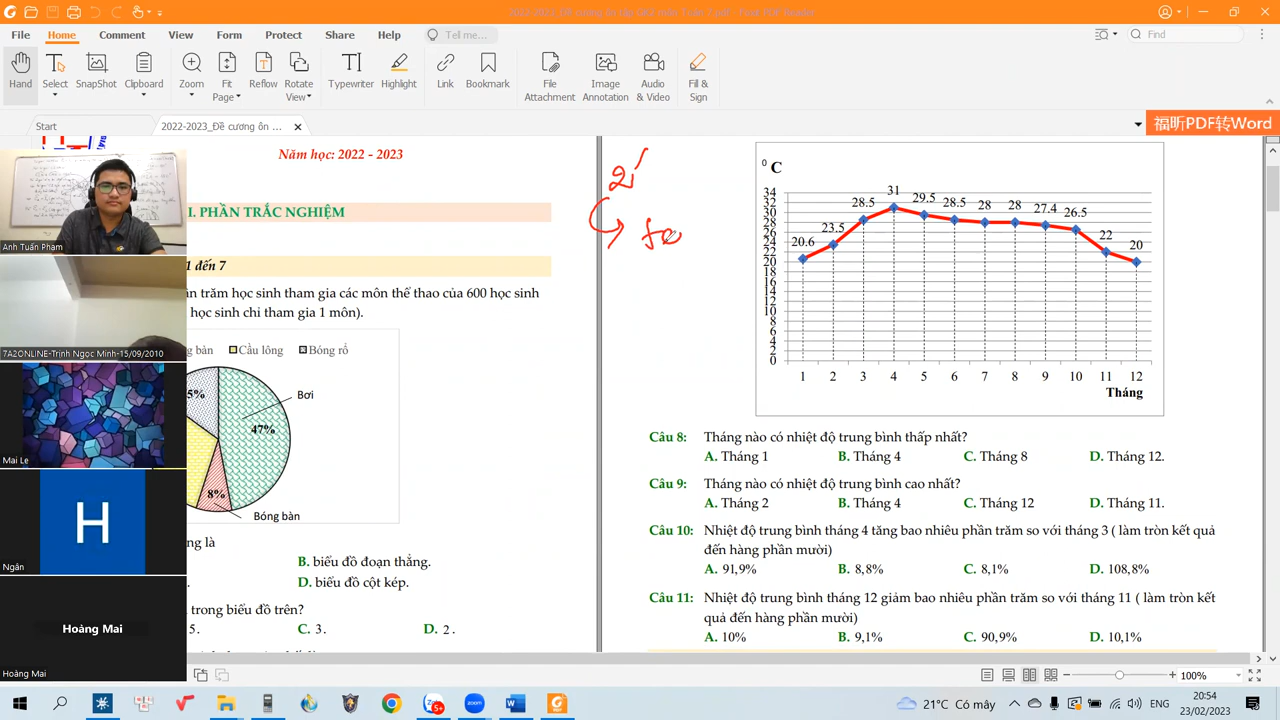 2022-2023_Đề cương ôn tập GK2 môn Toán 7.pdf - Foxit PDF Reader
File Home Comment View Form Protect Share Help Tell me... Find
Hand Select SnapShot Clipboard Zoom Fit Page Reflow Rotate View Typewriter Highlight Link Bookmark File Attachment Image Annotation Audio & Video Fill & Sign
Start 2022-2023_Đề cương ôn ... 福昕PDF转Word
Năm học: 2022 - 2023
I. PHẦN TRẮC NGHIỆM
1 đến 7
trăm học sinh tham gia các môn thể thao của 600 học sinh
học sinh chỉ tham gia 1 môn).
g bàn Cầu lông Bóng rổ
5%
Bơi
47%
8%
Bóng bàn
g là
B. biểu đồ đoạn thẳng.
D. biểu đồ cột kép.
trong biểu đồ trên?
5. C. 3. D. 2.
Anh Tuấn Phạm
7A2ONLINE-Trịnh Ngọc Minh-15/09/2010
Mai Le
H
Ngân
Hoàng Mai
Hoàng Mai
0 C
34
32
30
28
26
24
22
20
18
16
14
12
10
8
6
4
2
0
20.6 23.5 28.5 31 29.5 28.5 28 28 27.4 26.5 22 20
1 2 3 4 5 6 7 8 9 10 11 12
Tháng
Câu 8: Tháng nào có nhiệt độ trung bình thấp nhất?
A. Tháng 1 B. Tháng 4 C. Tháng 8 D. Tháng 12.
Câu 9: Tháng nào có nhiệt độ trung bình cao nhất?
A. Tháng 2 B. Tháng 4 C. Tháng 12 D. Tháng 11.
Câu 10: Nhiệt độ trung bình tháng 4 tăng bao nhiêu phần trăm so với tháng 3 ( làm tròn kết quả
đến hàng phần mười)
A. 91,9% B. 8,8% C. 8,1% D. 108,8%
Câu 11: Nhiệt độ trung bình tháng 12 giảm bao nhiêu phần trăm so với tháng 11 ( làm tròn kết
quả đến hàng phần mười)
A. 10% B. 9,1% C. 90,9% D. 10,1%
100%
21°C Có mây ENG 20:54
23/02/2023